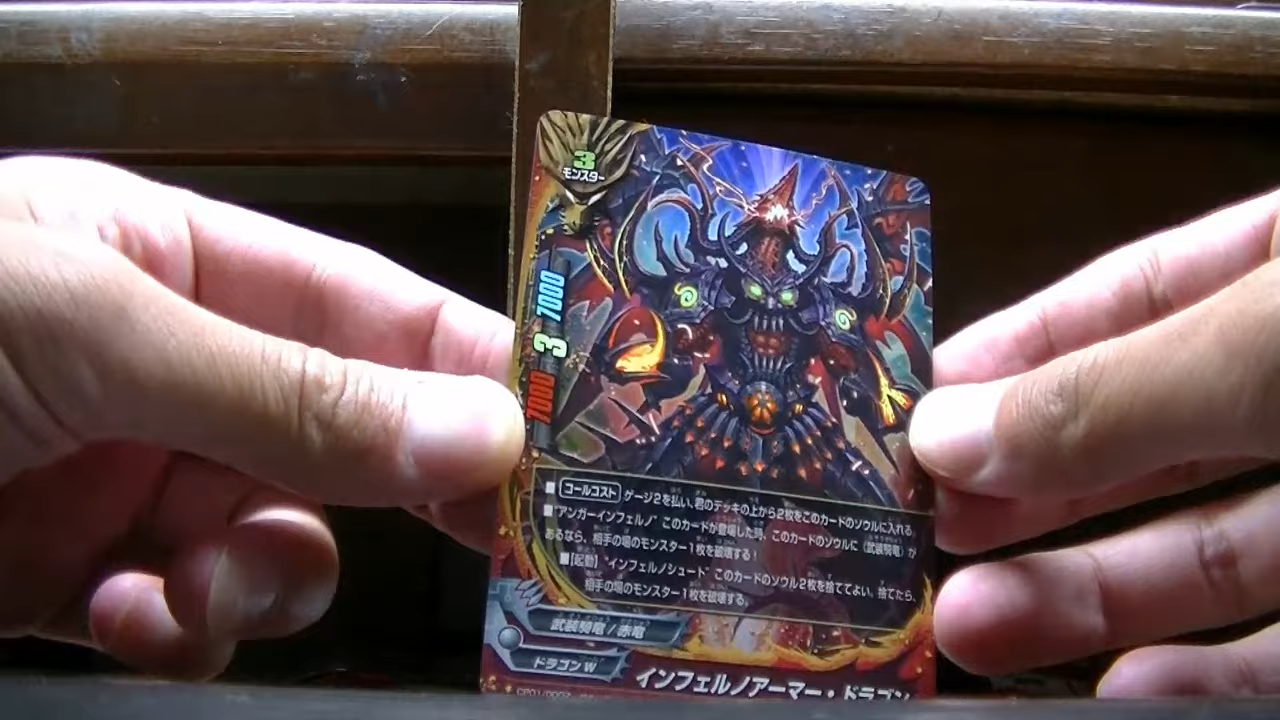 3
モンスター
7000
3
7000
■ コールコスト ゲージ2を払い、君のデッキの上から2枚をこのカードのソウルに入れる。
■"アンガーインフェルノ" このカードが登場した時、このカードのソウルに《武装騎竜》が
あるなら、相手の場のモンスター1枚を破壊する!
■【起動】 "インフェルノシュート" このカードのソウル2枚を捨ててよい。捨てたら、
相手の場のモンスター1枚を破壊する。
武装騎竜 / 赤竜
ドラゴンW
インフェルノアーマー・ドラゴン